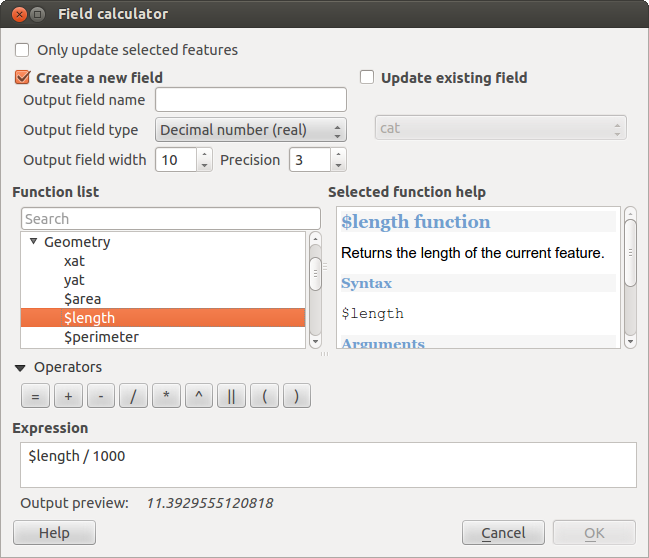 Field calculator
Only update selected features
Create a new field
Update existing field
Output field name
Output field type Decimal number (real)
cat
Output field width 10 Precision 3
Function list
Selected function help
Search
Geometry
xat
yat
$area
$length
$perimeter
$length function
Returns the length of the current feature.
Syntax
$length
Arguments
Operators
= + - / * ^ || ( )
Expression
$length / 1000
Output preview: 11.3929555120818
Help Cancel OK